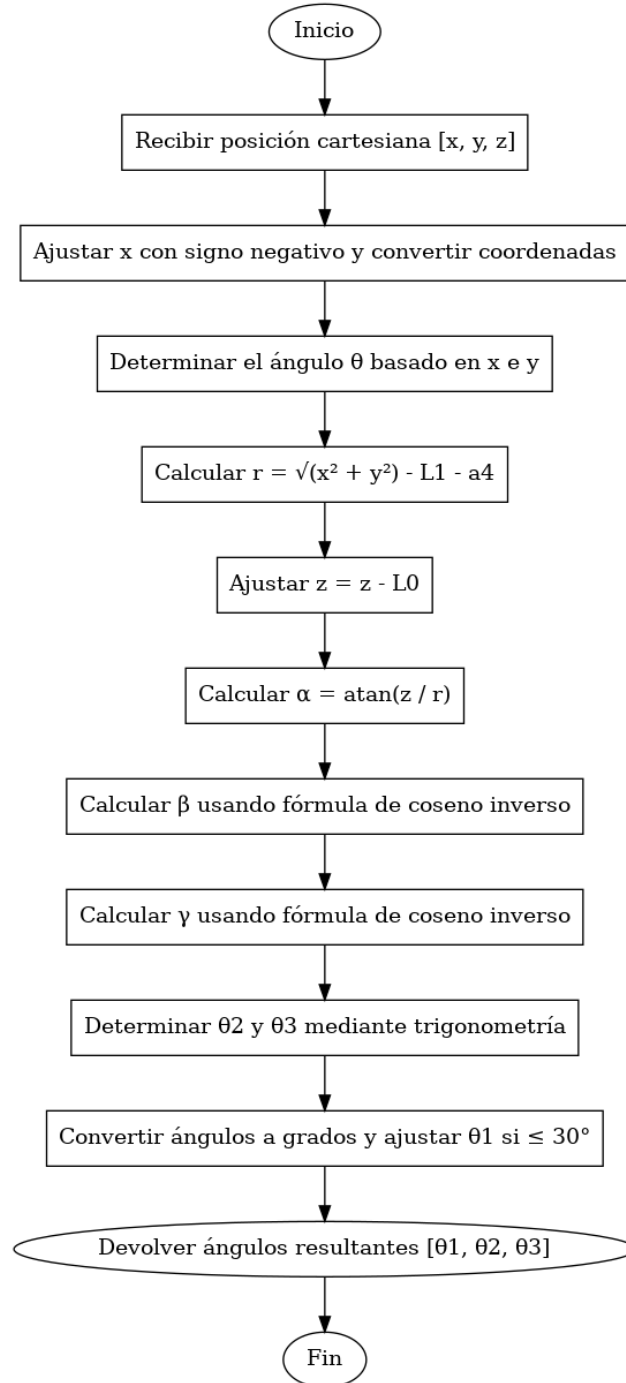 Inicio
Recibir posición cartesiana [x, y, z]
Ajustar x con signo negativo y convertir coordenadas
Determinar el ángulo θ basado en x e y
Calcular r = √(x² + y²) - L1 - a4
Ajustar z = z - L0
Calcular α = atan(z / r)
Calcular β usando fórmula de coseno inverso
Calcular γ usando fórmula de coseno inverso
Determinar θ2 y θ3 mediante trigonometría
Convertir ángulos a grados y ajustar θ1 si ≤ 30°
Devolver ángulos resultantes [θ1, θ2, θ3]
Fin